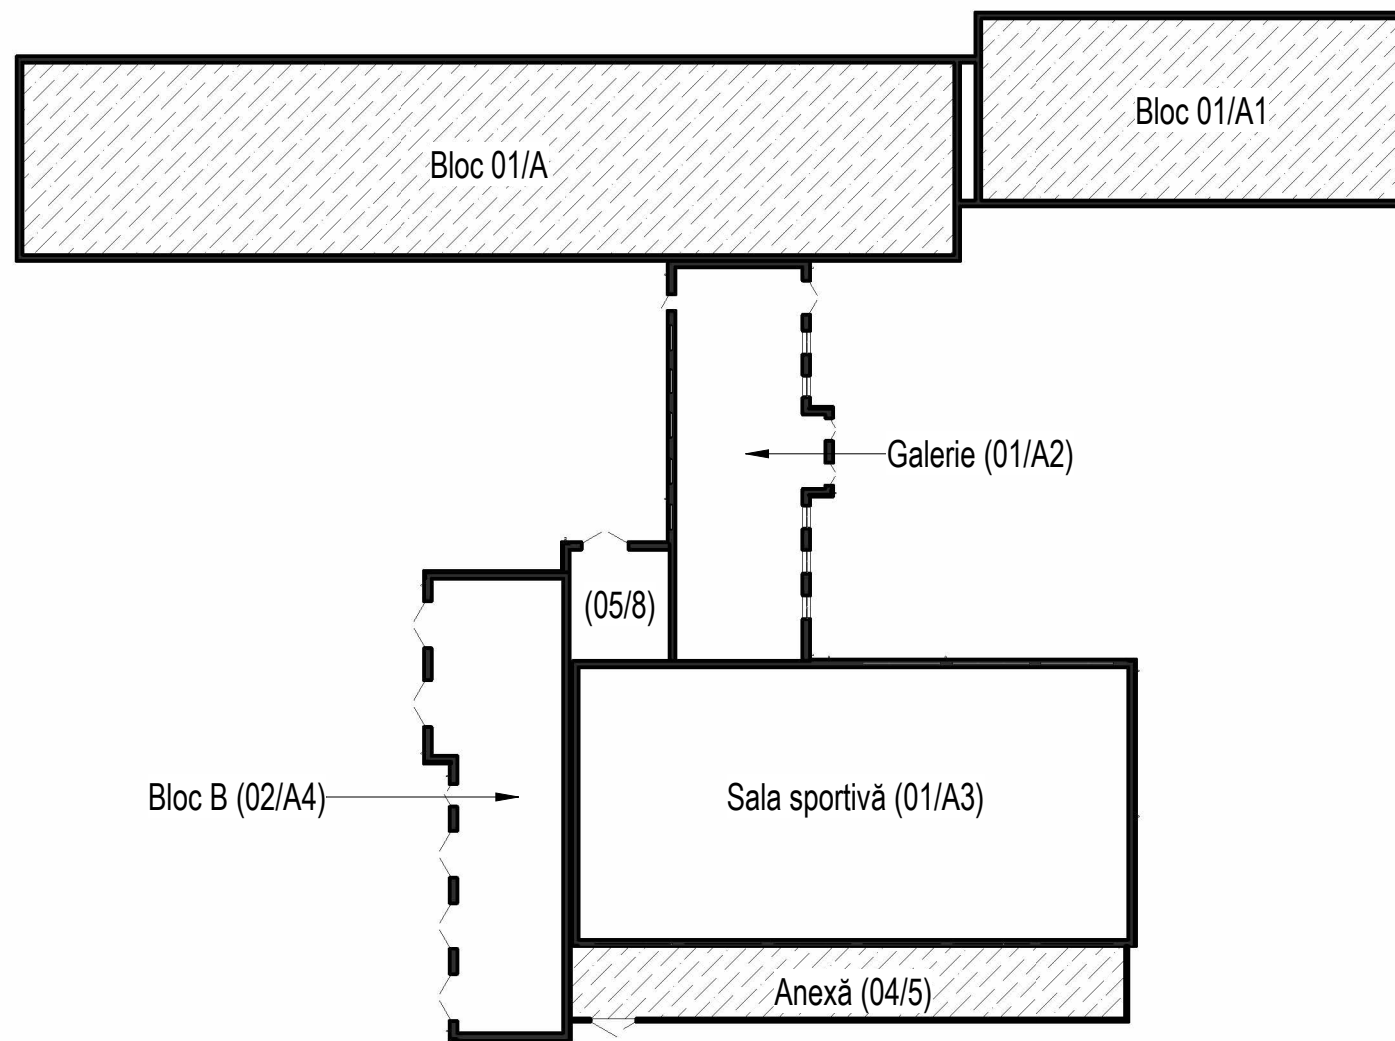 Bloc 01/A1
Bloc 01/A
Galerie (01/A2)
(05/8)
Bloc B (02/A4)
Sala sportivă (01/A3)
Anexă (04/5)